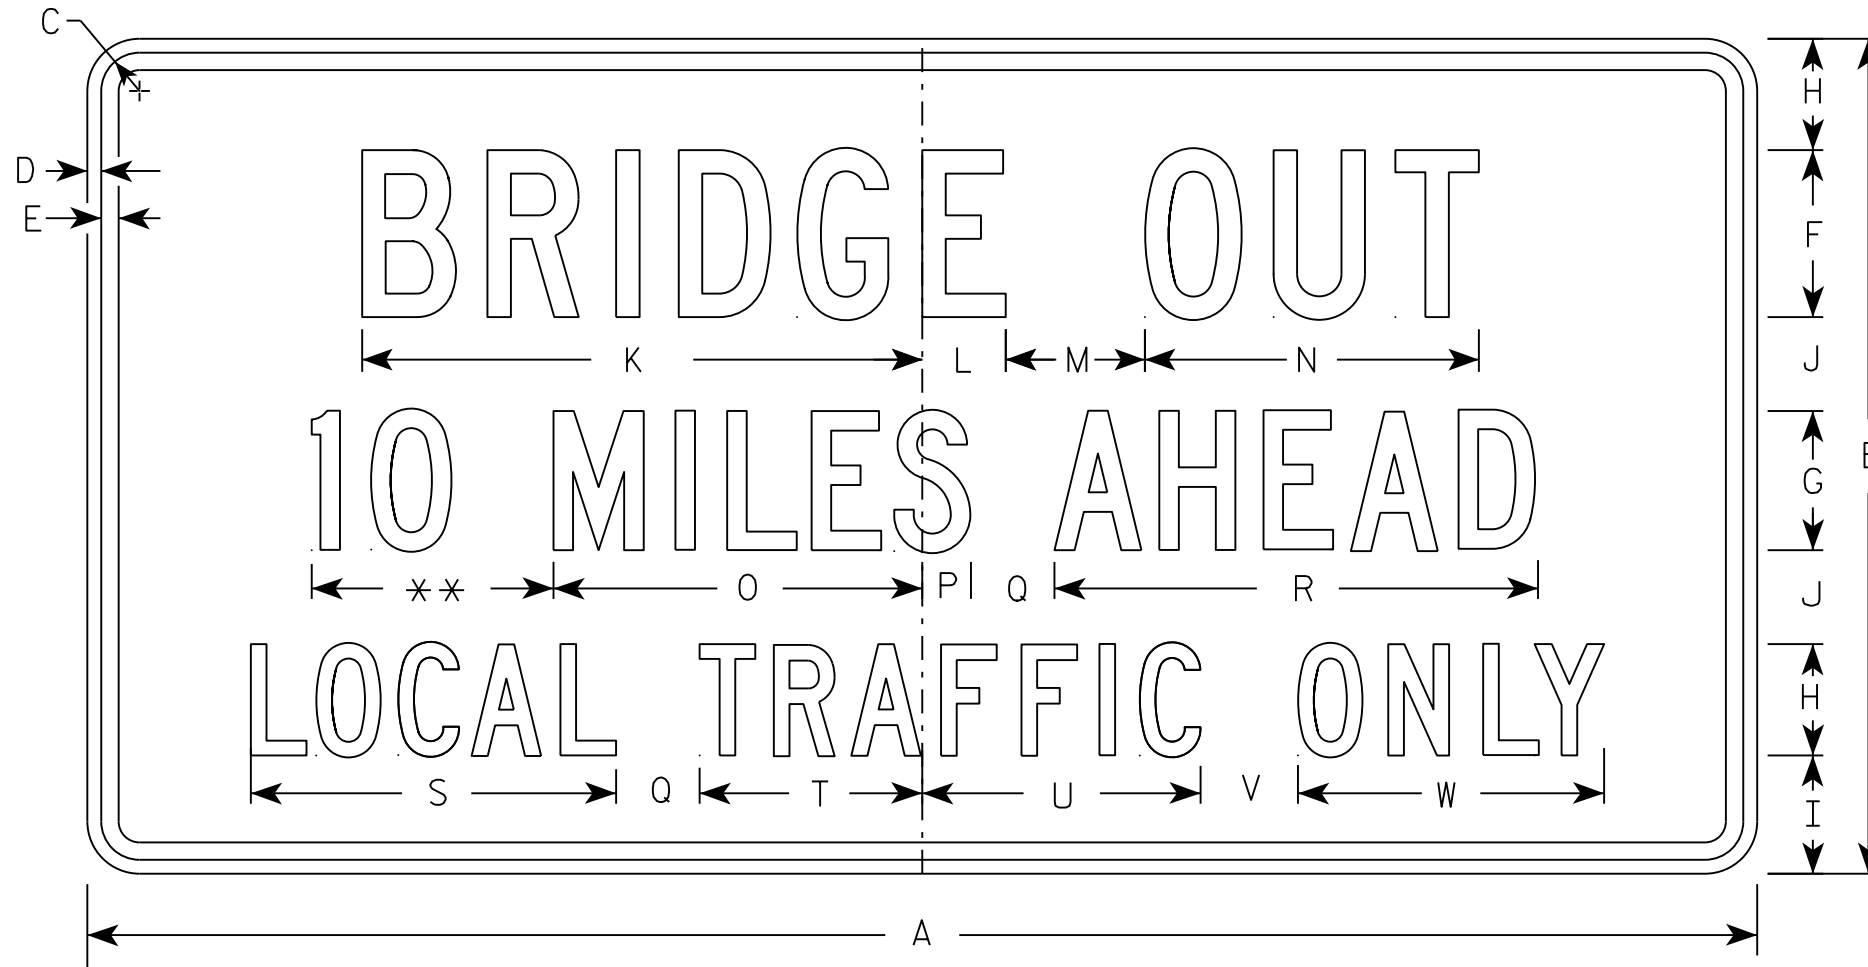 C
H
BRIDGE OUT
D
E
F
K L M N
J
10 MILES AHEAD
G
B
** O P Q R
J
LOCAL TRAFFIC ONLY
H
S Q T U V W
I
A